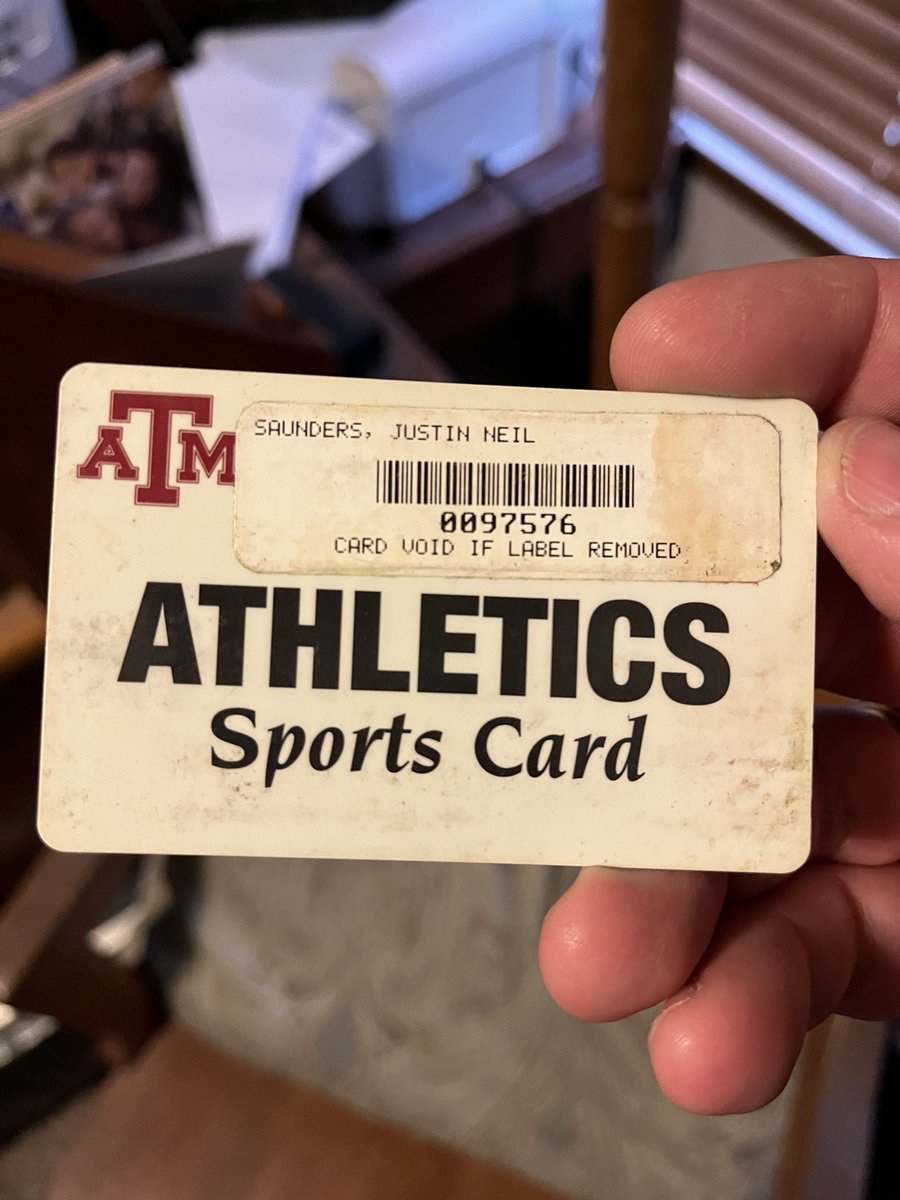 ATM
SAUNDERS, JUSTIN NEIL
0097576
CARD VOID IF LABEL REMOVED
ATHLETICS
Sports Card